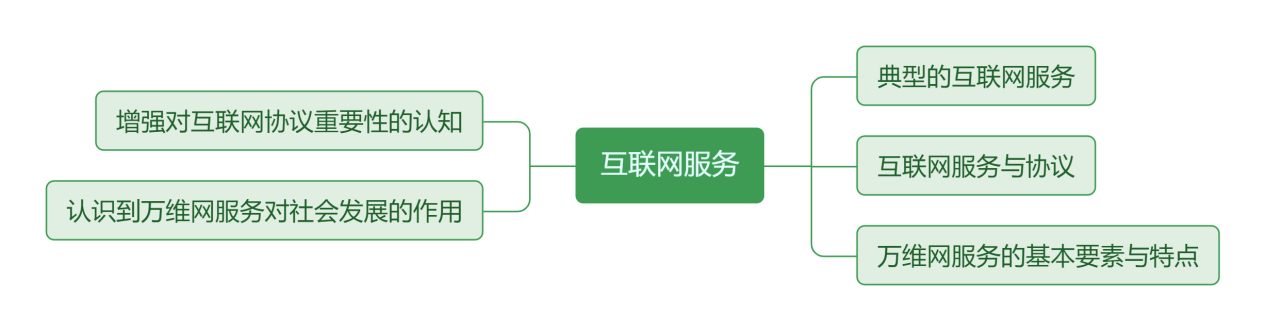 互联网服务
典型的互联网服务
互联网服务与协议
万维网服务的基本要素与特点
增强对互联网协议重要性的认知
认识到万维网服务对社会发展的作用